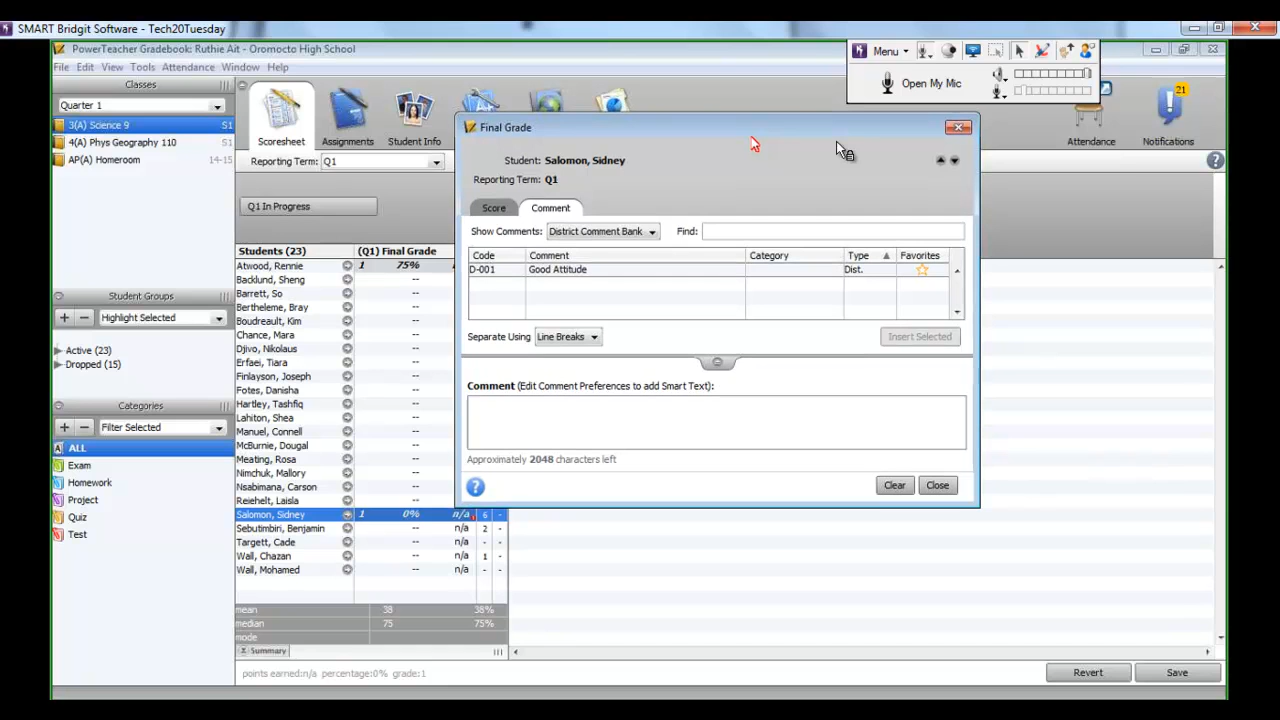 SMART Bridgit Software - Tech20Tuesday
PowerTeacher Gradebook: Ruthie Ait - Oromocto High School
File Edit View Tools Attendance Window Help
Menu
Open My Mic
Classes
Quarter 1
3(A) Science 9 S1
4(A) Phys Geography 110 S1
AP(A) Homeroom 14-15
Scoresheet
Assignments
Student Info
Attendance
21
Notifications
Reporting Term: Q1
Q1 In Progress
Students (23) (Q1) Final Grade
Atwood, Rennie 1 75%
Backlund, Sheng --
Barrett, So --
Bertheleme, Bray --
Boudreault, Kim --
Chance, Mara --
Djivo, Nikolaus --
Erfaei, Tiara --
Finlayson, Joseph --
Fotes, Danisha --
Hartley, Tashfiq --
Lahiton, Shea --
Manuel, Connell --
McBurnie, Dougal --
Meating, Rosa --
Nimchuk, Mallory --
Nsabimana, Carson --
Reiehelt, Laisla --
Salomon, Sidney 1 0% n/a 6 -
Sebutimbiri, Benjamin -- n/a 2 -
Targett, Cade -- n/a - -
Wall, Chazan -- n/a 1 -
Wall, Mohamed -- n/a - -
mean 38 38%
median 75 75%
mode
Summary
points earned:n/a percentage:0% grade:1
Revert
Save
Student Groups
Highlight Selected
Active (23)
Dropped (15)
Categories
Filter Selected
ALL
Exam
Homework
Project
Quiz
Test
Final Grade
Student: Salomon, Sidney
Reporting Term: Q1
Score Comment
Show Comments: District Comment Bank Find:
Code Comment Category Type Favorites
D-001 Good Attitude Dist.
Separate Using Line Breaks Insert Selected
Comment (Edit Comment Preferences to add Smart Text):
Approximately 2048 characters left
Clear Close